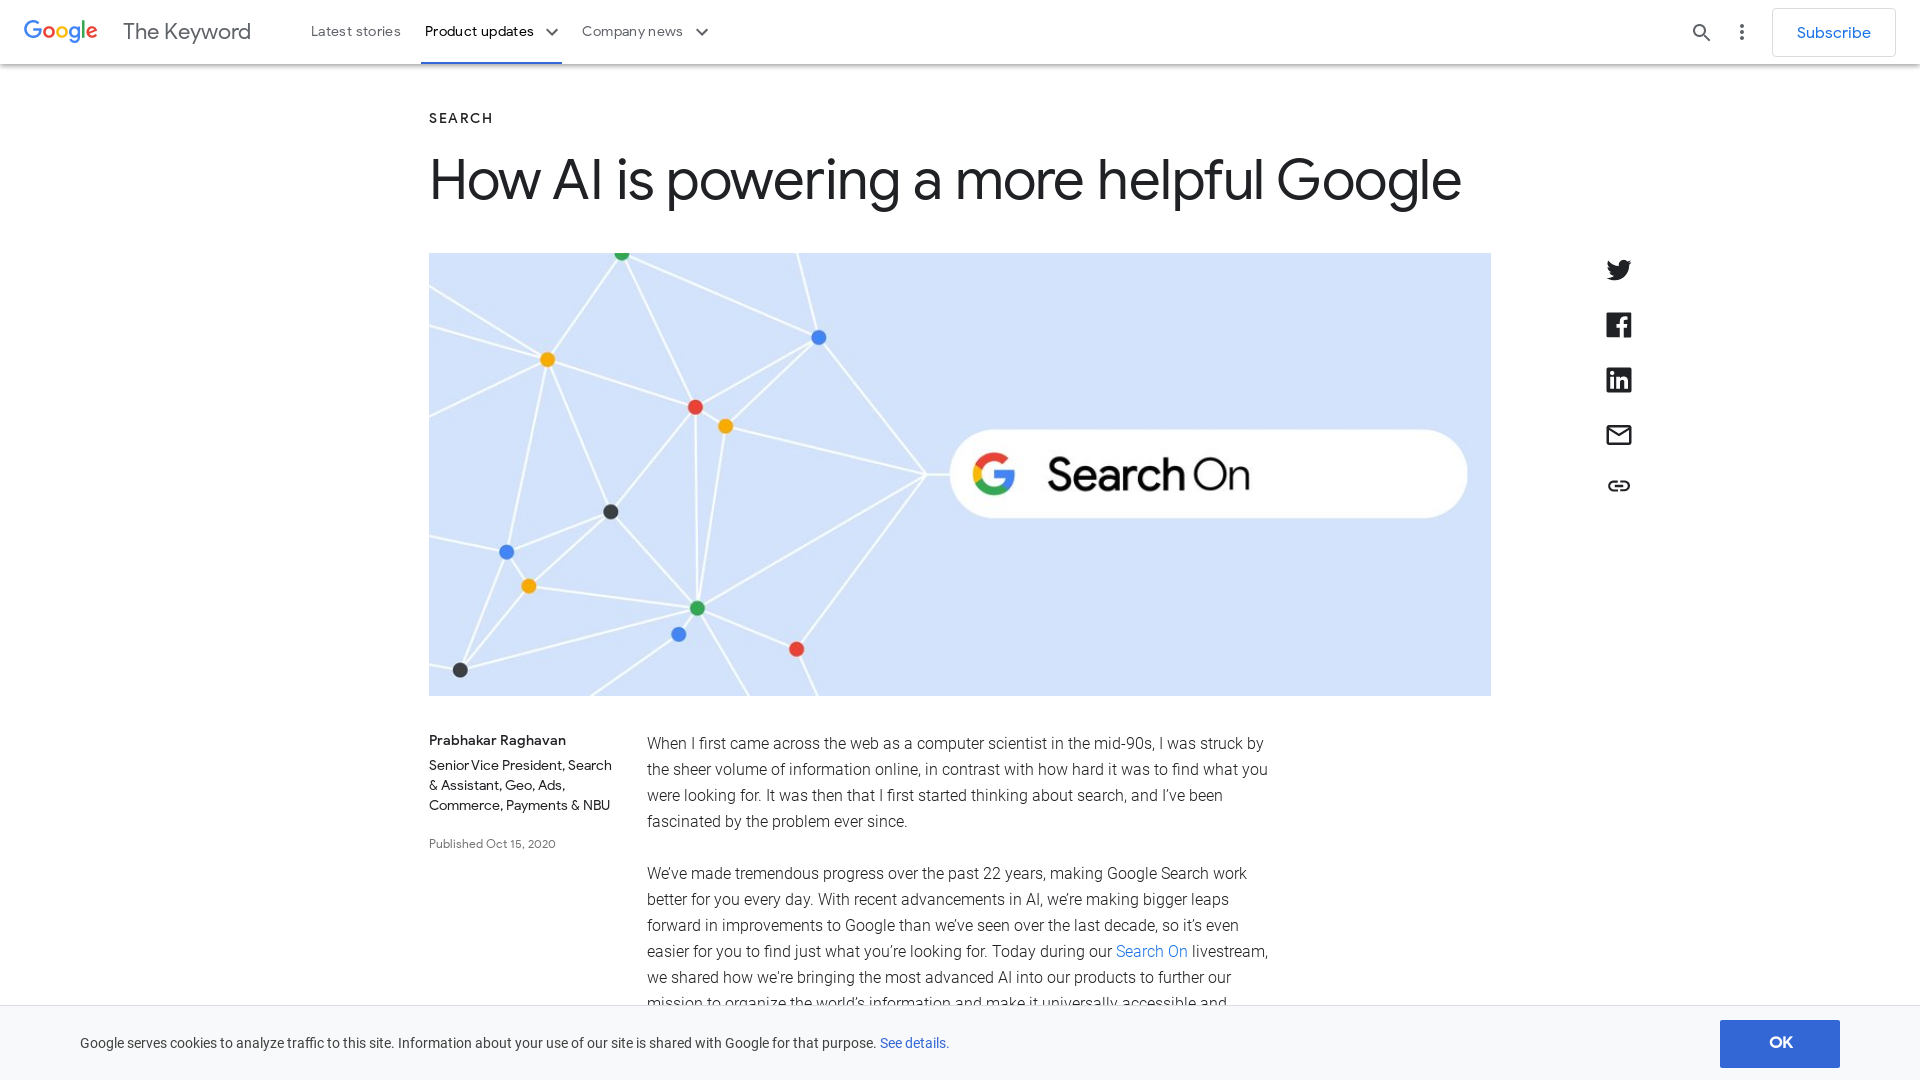 Google The Keyword Latest stories Product updates Company news Subscribe
SEARCH
How AI is powering a more helpful Google
Search On
Prabhakar Raghavan
Senior Vice President, Search
& Assistant, Geo, Ads,
Commerce, Payments & NBU
Published Oct 15, 2020
When I first came across the web as a computer scientist in the mid-90s, I was struck by
the sheer volume of information online, in contrast with how hard it was to find what you
were looking for. It was then that I first started thinking about search, and I’ve been
fascinated by the problem ever since.
We’ve made tremendous progress over the past 22 years, making Google Search work
better for you every day. With recent advancements in AI, we’re making bigger leaps
forward in improvements to Google than we’ve seen over the last decade, so it’s even
easier for you to find just what you’re looking for. Today during our Search On livestream,
we shared how we're bringing the most advanced AI into our products to further our
mission to organize the world’s information and make it universally accessible and
Google serves cookies to analyze traffic to this site. Information about your use of our site is shared with Google for that purpose. See details.
OK